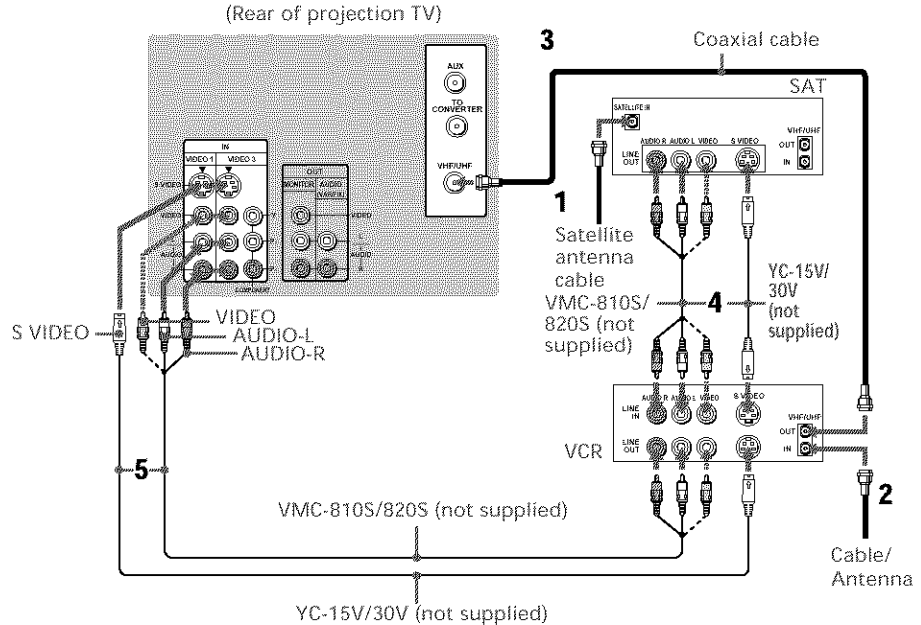 (Rear of projection TV)
3
Coaxial cable
SAT
AUX
TO
CONVERTER
VHF/UHF
SATELLITE IN
AUDIO R AUDIO L VIDEO S VIDEO
LINE
OUT
VHF/UHF
OUT
IN
IN
VIDEO 1 VIDEO 3
S VIDEO
VIDEO
AUDIO
COMPONENT
OUT
MONITOR AUDIO
VIDEO
AUDIO
1
Satellite
antenna
cable
VMC-810S/
820S (not
supplied)
4
YC-15V/
30V
(not
supplied)
S VIDEO
VIDEO
AUDIO-L
AUDIO-R
AUDIO R AUDIO L VIDEO S VIDEO
LINE
IN
LINE
OUT
VHF/UHF
OUT
IN
VCR
5
2
VMC-810S/820S (not supplied)
Cable/
Antenna
YC-15V/30V (not supplied)